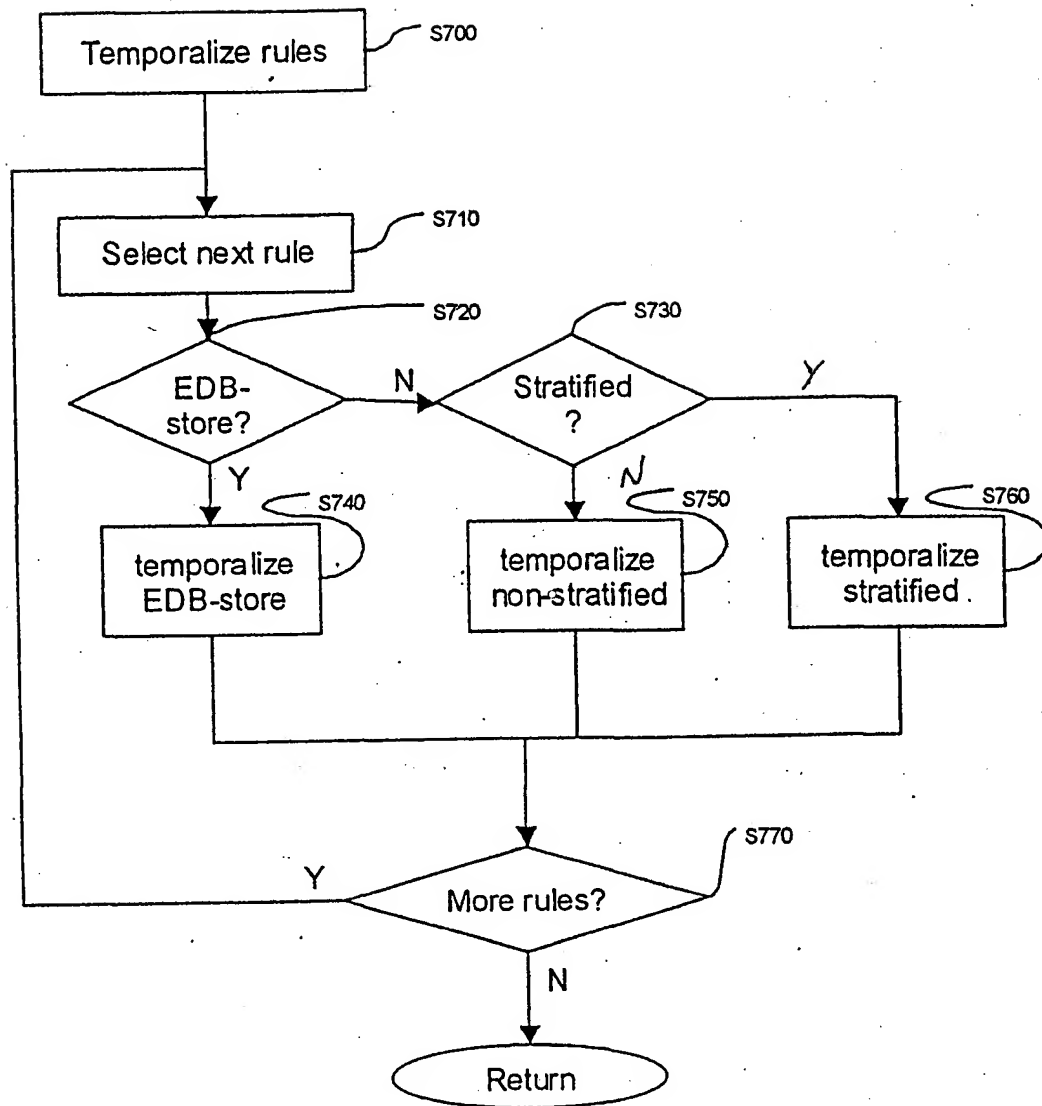 Temporalize rules
S700
Select next rule
S710
S720
S730
EDB-
store?
N
Stratified
?
Y
Y
N
S740
S750
S760
temporalize
EDB-store
temporalize
non-stratified
temporalize
stratified
S770
Y
More rules?
N
Return